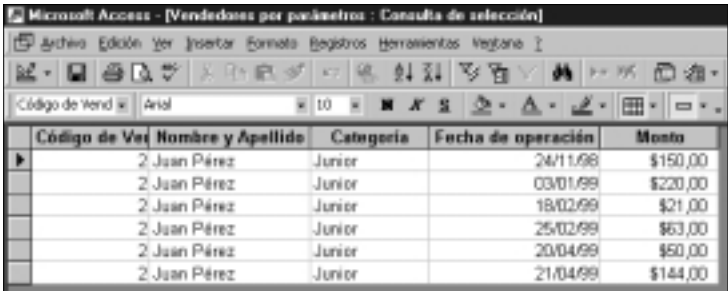 Microsoft Access - [Vendedores por parámetros : Consulta de selección]
Archivo Edición Ver Insertar Formato Registros Herramientas Ventana ?
Código de Vend Arial 10 N K S
Código de Ver Nombre y Apellido Categoría Fecha de operación Monto
2 Juan Pérez Junior 24/11/98 $150,00
2 Juan Pérez Junior 03/01/99 $220,00
2 Juan Pérez Junior 18/02/99 $21,00
2 Juan Pérez Junior 25/02/99 $63,00
2 Juan Pérez Junior 20/04/99 $50,00
2 Juan Pérez Junior 21/04/99 $144,00